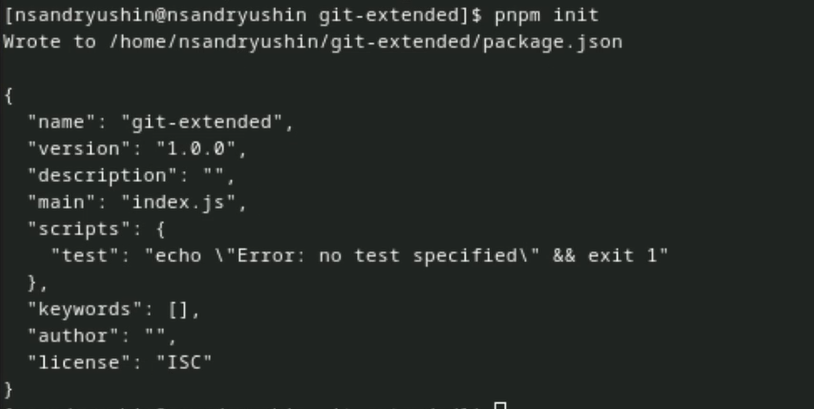 [nsandryushin@nsandryushin git-extended]$ pnpm init
Wrote to /home/nsandryushin/git-extended/package.json
{
  "name": "git-extended",
  "version": "1.0.0",
  "description": "",
  "main": "index.js",
  "scripts": {
    "test": "echo \"Error: no test specified\" && exit 1"
  },
  "keywords": [],
  "author": "",
  "license": "ISC"
}